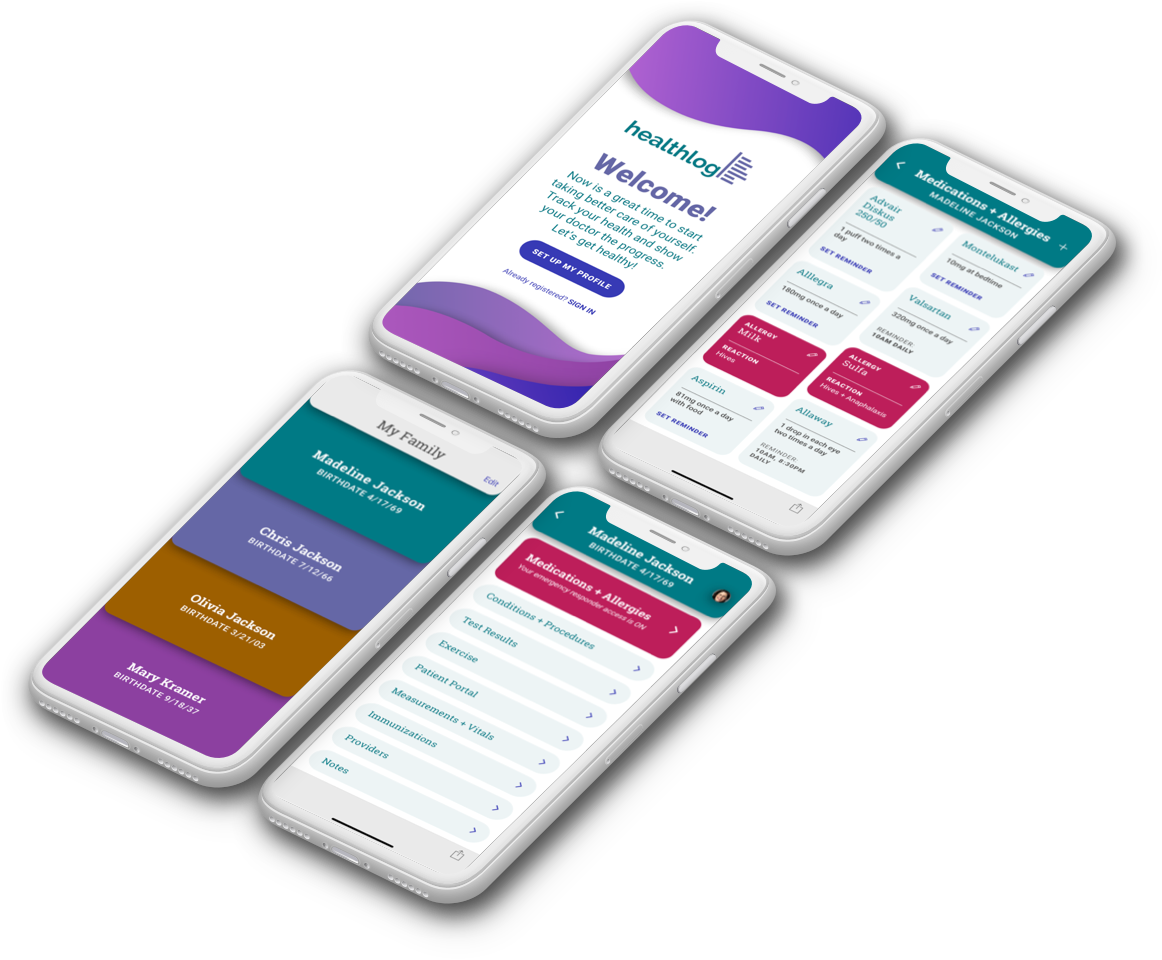 healthlog
Welcome!
Now is a great time to start
taking better care of yourself.
Track your health and show
your doctor the progress.
Let's get healthy!
SET UP MY PROFILE
Already registered? SIGN IN
Medications + Allergies
MADELINE JACKSON
+
Advair
Diskus
250/50
1 puff two times a
day
SET REMINDER
Montelukast
10mg at bedtime
SET REMINDER
Alllegra
180mg once a day
SET REMINDER
Valsartan
320mg once a day
REMINDER:
10AM DAILY
ALLERGY
Milk
REACTION
Hives
ALLERGY
Sulfa
REACTION
Hives + Anaphalaxis
Aspirin
81mg once a day
with food
SET REMINDER
Allaway
1 drop in each eye
two times a day
REMINDER:
10AM, 8:30PM
DAILY
My Family
Edit
Madeline Jackson
BIRTHDATE 4/17/69
Chris Jackson
BIRTHDATE 7/12/66
Olivia Jackson
BIRTHDATE 3/21/03
Mary Kramer
BIRTHDATE 9/18/37
Madeline Jackson
BIRTHDATE 4/17/69
Medications + Allergies
Your emergency responder access is ON
Conditions + Procedures
Test Results
Exercise
Patient Portal
Measurements + Vitals
Immunizations
Providers
Notes